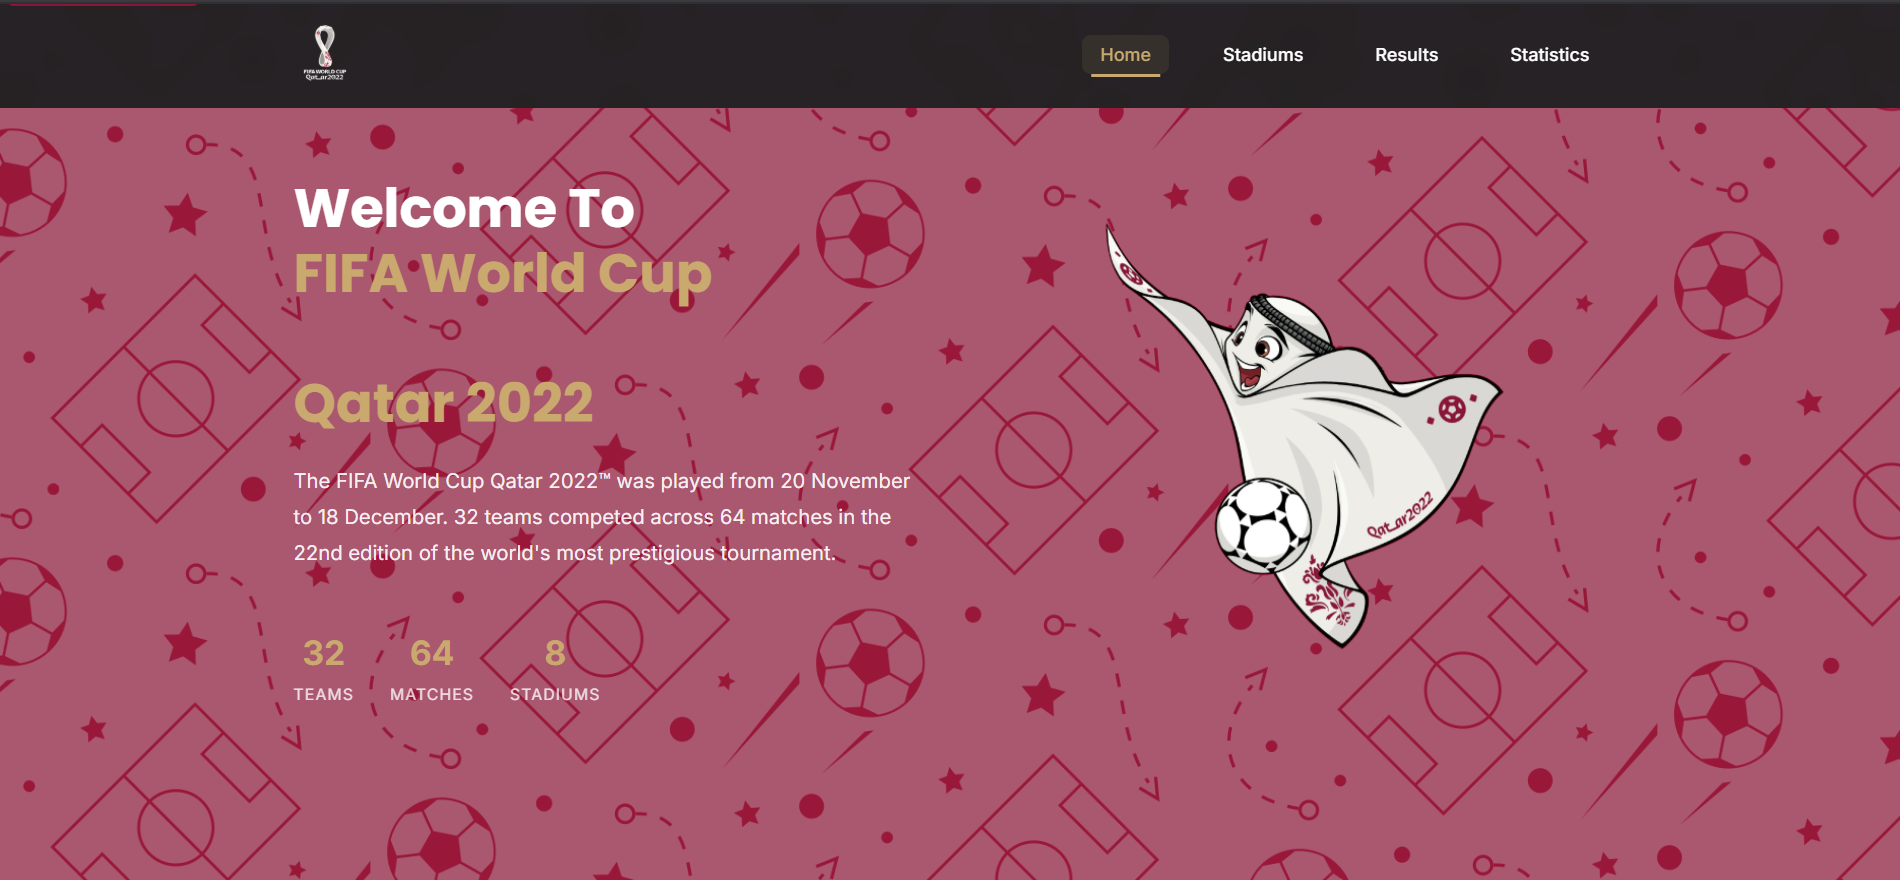 FIFA WORLD CUP
Qatar2022
Home
Stadiums
Results
Statistics
Welcome To
FIFA World Cup
Qatar 2022
The FIFA World Cup Qatar 2022™ was played from 20 November
to 18 December. 32 teams competed across 64 matches in the
22nd edition of the world's most prestigious tournament.
32
TEAMS
64
MATCHES
8
STADIUMS
Qatar2022